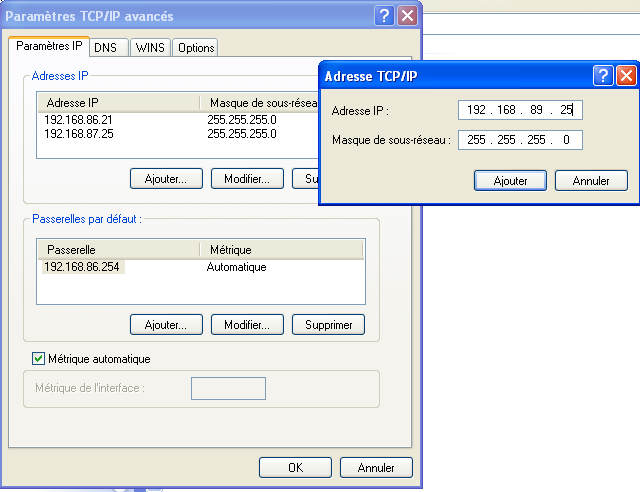 Paramètres TCP/IP avancés
Paramètres IP DNS WINS Options
Adresses IP
Adresse IP Masque de sous-réseau
192.168.86.21 255.255.255.0
192.168.87.25 255.255.255.0
Ajouter... Modifier... Su
Passerelles par défaut :
Passerelle Métrique
192.168.86.254 Automatique
Ajouter... Modifier... Supprimer
Métrique automatique
Métrique de l'interface :
OK Annuler
Adresse TCP/IP
Adresse IP : 192 . 168 . 89 . 25
Masque de sous-réseau : 255 . 255 . 255 . 0
Ajouter Annuler